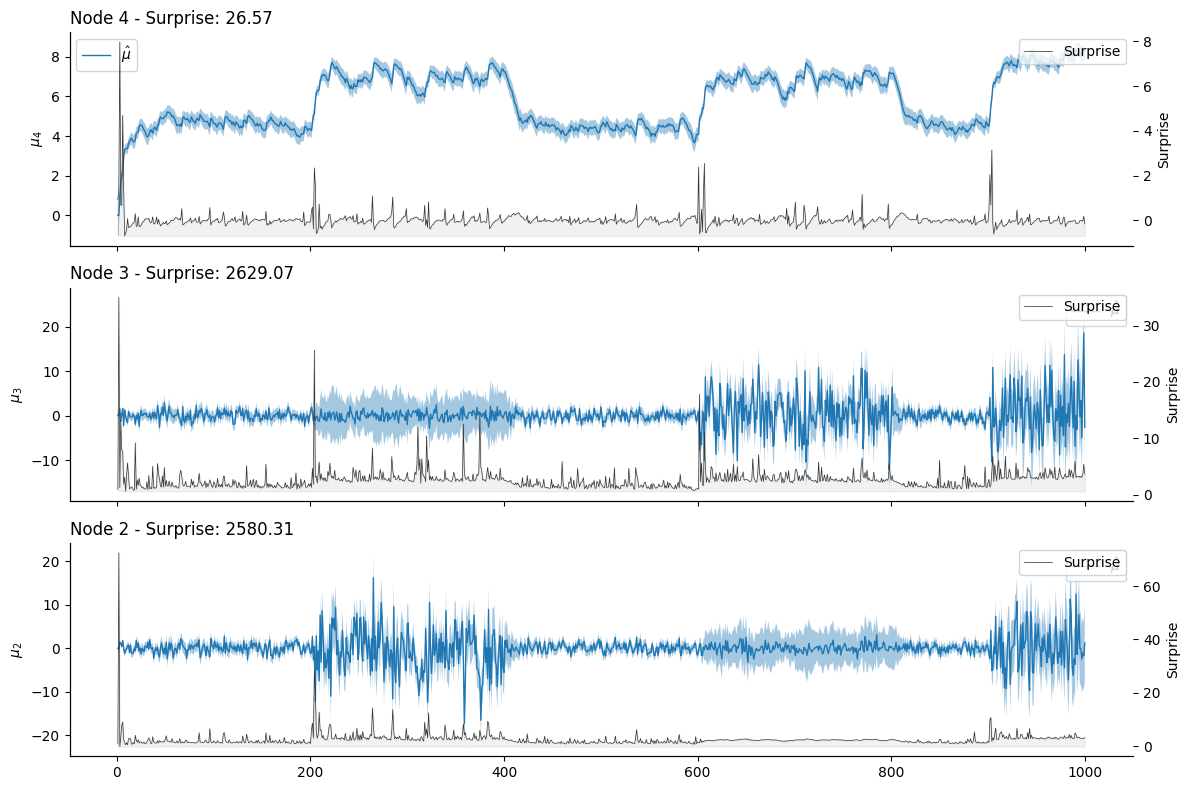 Node 4 - Surprise: 26.57
μ̂
Surprise
8
6
4
2
0
μ4
8
6
4
2
0
Surprise
Node 3 - Surprise: 2629.07
Surprise
μ̂
20
10
0
−10
μ3
30
20
10
0
Surprise
Node 2 - Surprise: 2580.31
Surprise
μ̂
20
10
0
−10
−20
μ2
60
40
20
0
Surprise
0
200
400
600
800
1000